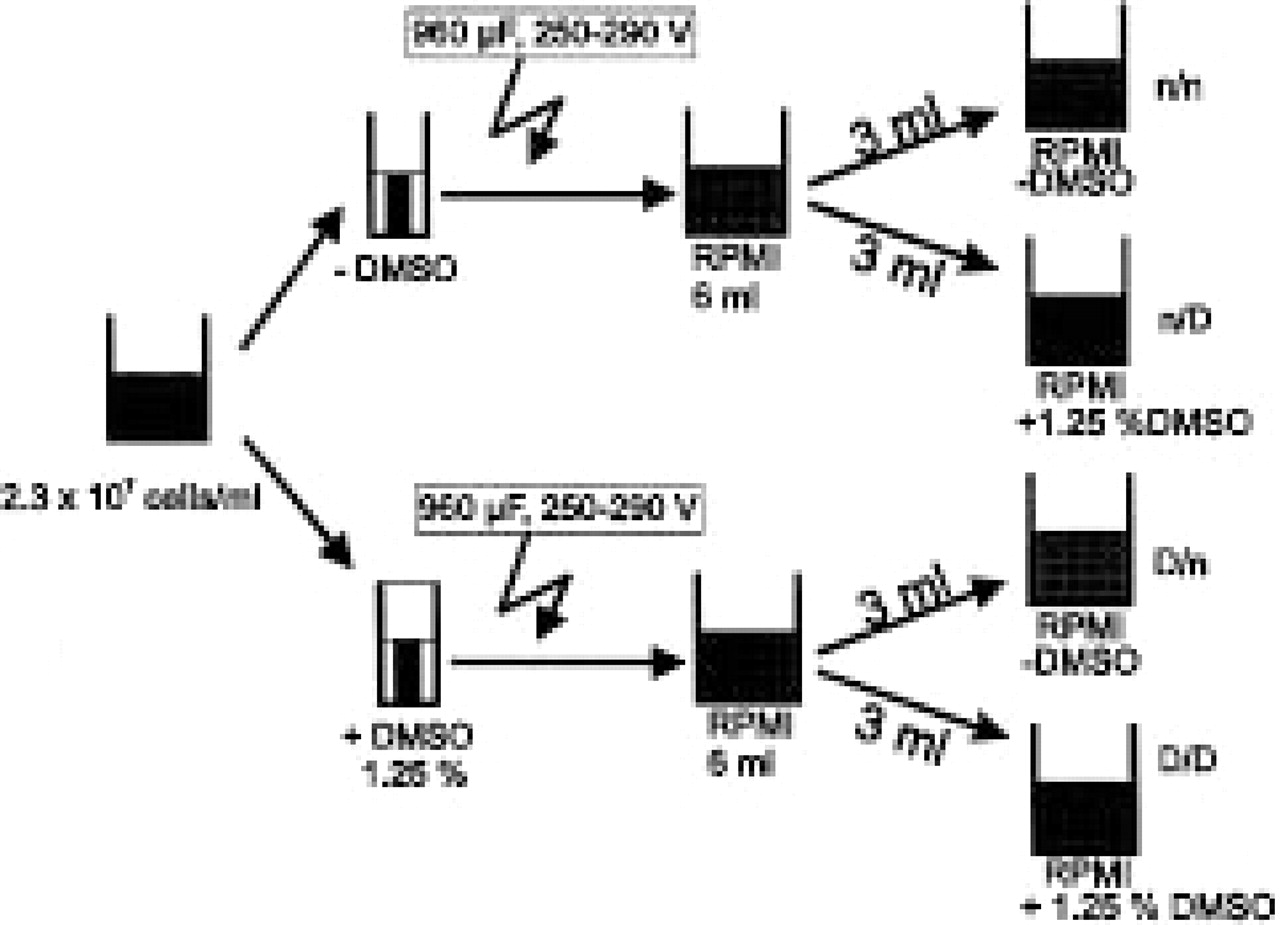 960 µF, 250-290 V
n/n
3 ml
RPMI
-DMSO
- DMSO
RPMI
6 ml
3 ml
n/D
RPMI
+1.25 %DMSO
2.3 x 10⁷ cells/ml
960 µF, 250-290 V
D/n
3 ml
RPMI
-DMSO
+ DMSO
1.25 %
RPMI
6 ml
3 ml
D/D
RPMI
+ 1.25 % DMSO